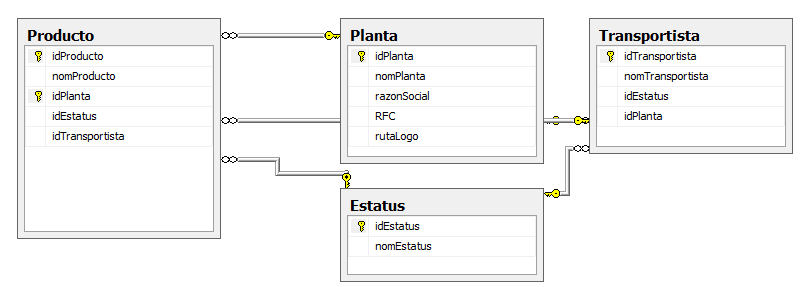 Producto
idProducto
nomProducto
idPlanta
idEstatus
idTransportista
Planta
idPlanta
nomPlanta
razonSocial
RFC
rutaLogo
Transportista
idTransportista
nomTransportista
idEstatus
idPlanta
Estatus
idEstatus
nomEstatus